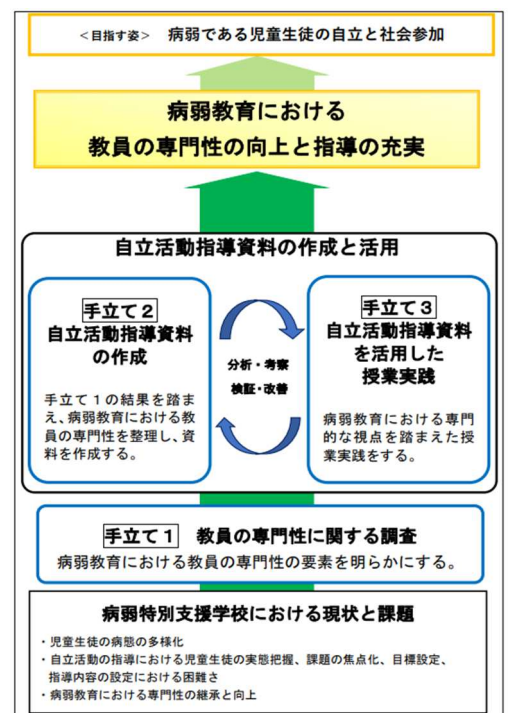 ＜目指す姿＞ 病弱である児童生徒の自立と社会参加
病弱教育における
教員の専門性の向上と指導の充実
自立活動指導資料の作成と活用
手立て２
自立活動指導資料
の作成
手立て１の結果を踏ま
え、病弱教育における教
員の専門性を整理し、資
料を作成する。
分析・考察
検証・改善
手立て３
自立活動指導資料
を活用した
授業実践
病弱教育における専門
的な視点を踏まえた授
業実践をする。
手立て１ 教員の専門性に関する調査
病弱教育における教員の専門性の要素を明らかにする。
病弱特別支援学校における現状と課題
・児童生徒の病態の多様化
・自立活動の指導における児童生徒の実態把握、課題の焦点化、目標設定、
指導内容の設定における困難さ
・病弱教育における専門性の継承と向上